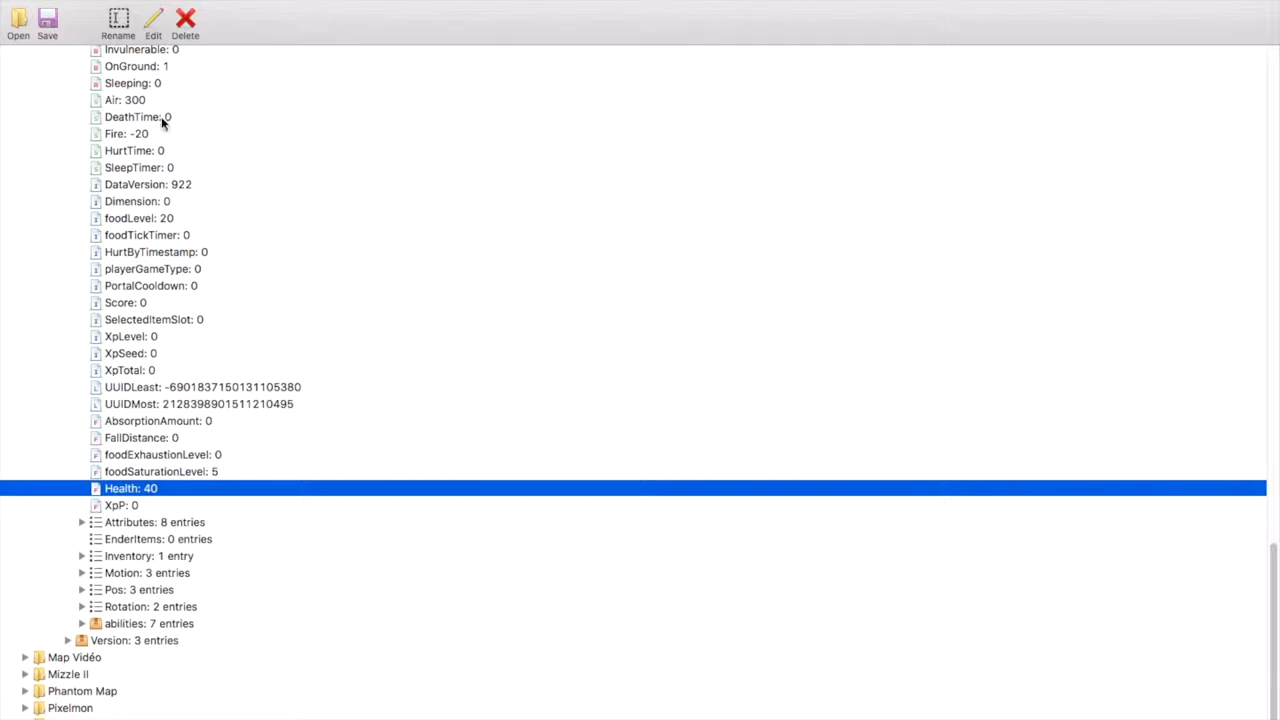 Open Save Rename Edit Delete
Invulnerable: 0
OnGround: 1
Sleeping: 0
Air: 300
DeathTime: 0
Fire: -20
HurtTime: 0
SleepTimer: 0
DataVersion: 922
Dimension: 0
foodLevel: 20
foodTickTimer: 0
HurtByTimestamp: 0
playerGameType: 0
PortalCooldown: 0
Score: 0
SelectedItemSlot: 0
XpLevel: 0
XpSeed: 0
XpTotal: 0
UUIDLeast: -6901837150131105380
UUIDMost: 2128398901511210495
AbsorptionAmount: 0
FallDistance: 0
foodExhaustionLevel: 0
foodSaturationLevel: 5
Health: 40
XpP: 0
Attributes: 8 entries
EnderItems: 0 entries
Inventory: 1 entry
Motion: 3 entries
Pos: 3 entries
Rotation: 2 entries
abilities: 7 entries
Version: 3 entries
Map Vidéo
Mizzle II
Phantom Map
Pixelmon